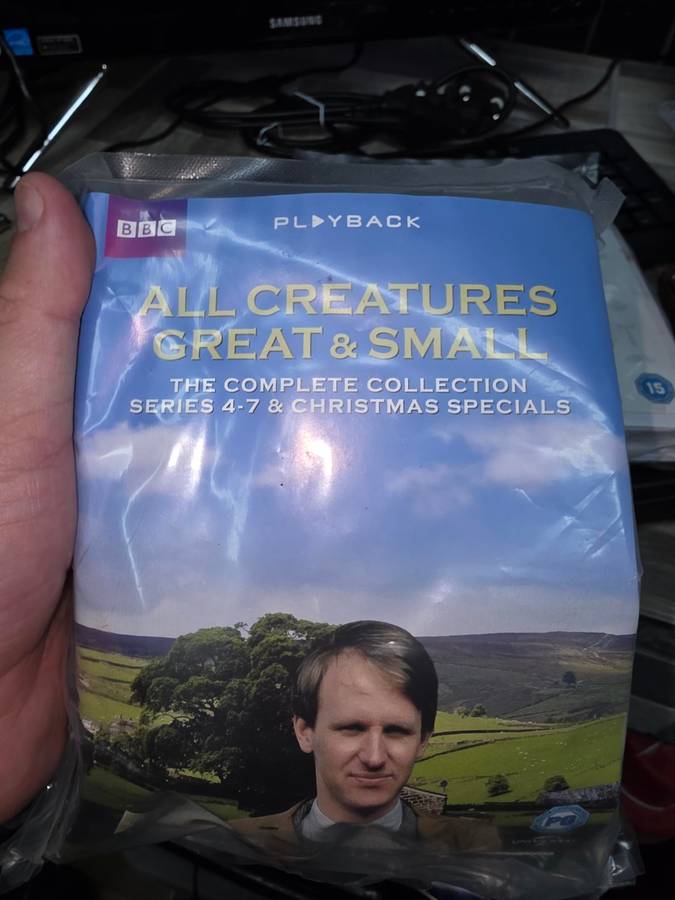 SAMSUNG
BBC
PLAYBACK
ALL CREATURES
GREAT & SMALL
THE COMPLETE COLLECTION
SERIES 4-7 & CHRISTMAS SPECIALS
15
PG